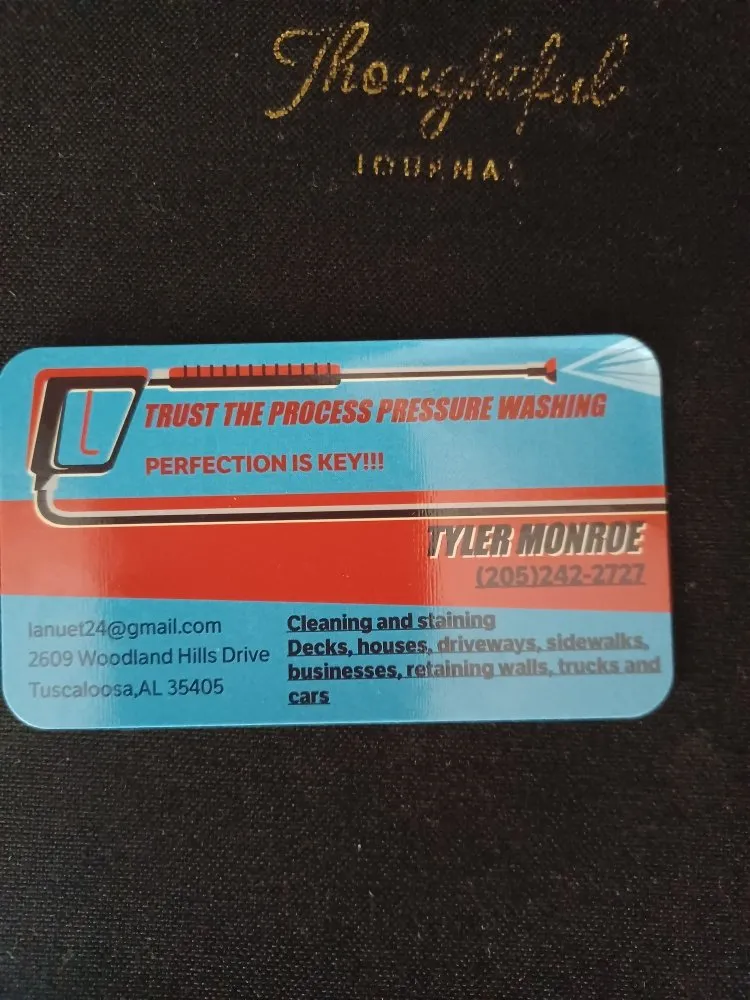 Thoughtful
JOURNAL
TRUST THE PROCESS PRESSURE WASHING
PERFECTION IS KEY!!!
TYLER MONROE
(205)242-2727
lanuet24@gmail.com
2609 Woodland Hills Drive
Tuscaloosa,AL 35405
Cleaning and staining
Decks, houses, driveways, sidewalks,
businesses, retaining walls, trucks and
cars